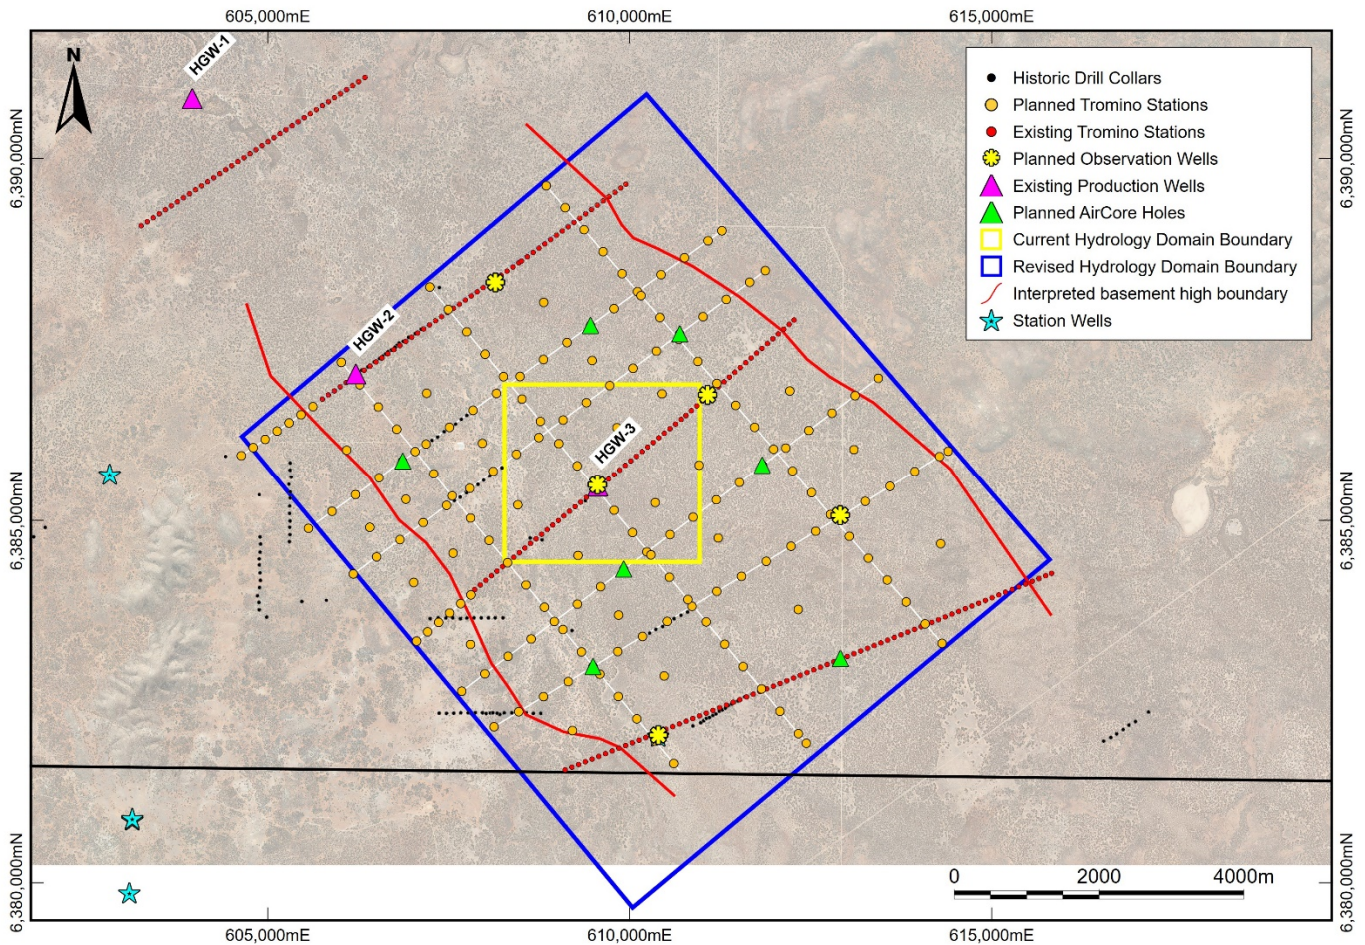 605,000mE
610,000mE
615,000mE
HGW-1
N
Historic Drill Collars
Planned Tromino Stations
Existing Tromino Stations
Planned Observation Wells
Existing Production Wells
Planned AirCore Holes
Current Hydrology Domain Boundary
Revised Hydrology Domain Boundary
Interpreted basement high boundary
Station Wells
6,390,000mN
6,390,000mN
HGW-2
HGW-3
6,385,000mN
6,385,000mN
6,380,000mN
6,380,000mN
0 2000 4000m
605,000mE
610,000mE
615,000mE